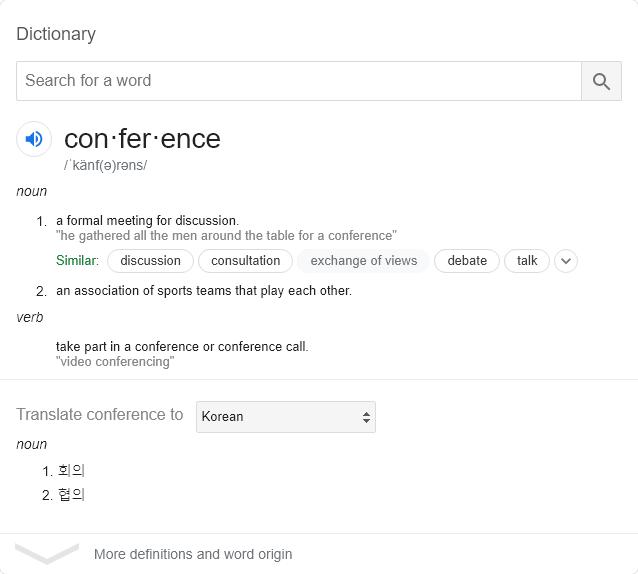 Dictionary
Search for a word
con·fer·ence
/ˈkänf(ə)rəns/
noun
1. a formal meeting for discussion.
"he gathered all the men around the table for a conference"
Similar: discussion consultation exchange of views debate talk
2. an association of sports teams that play each other.
verb
take part in a conference or conference call.
"video conferencing"
Translate conference to Korean
noun
1. 회의
2. 협의
More definitions and word origin